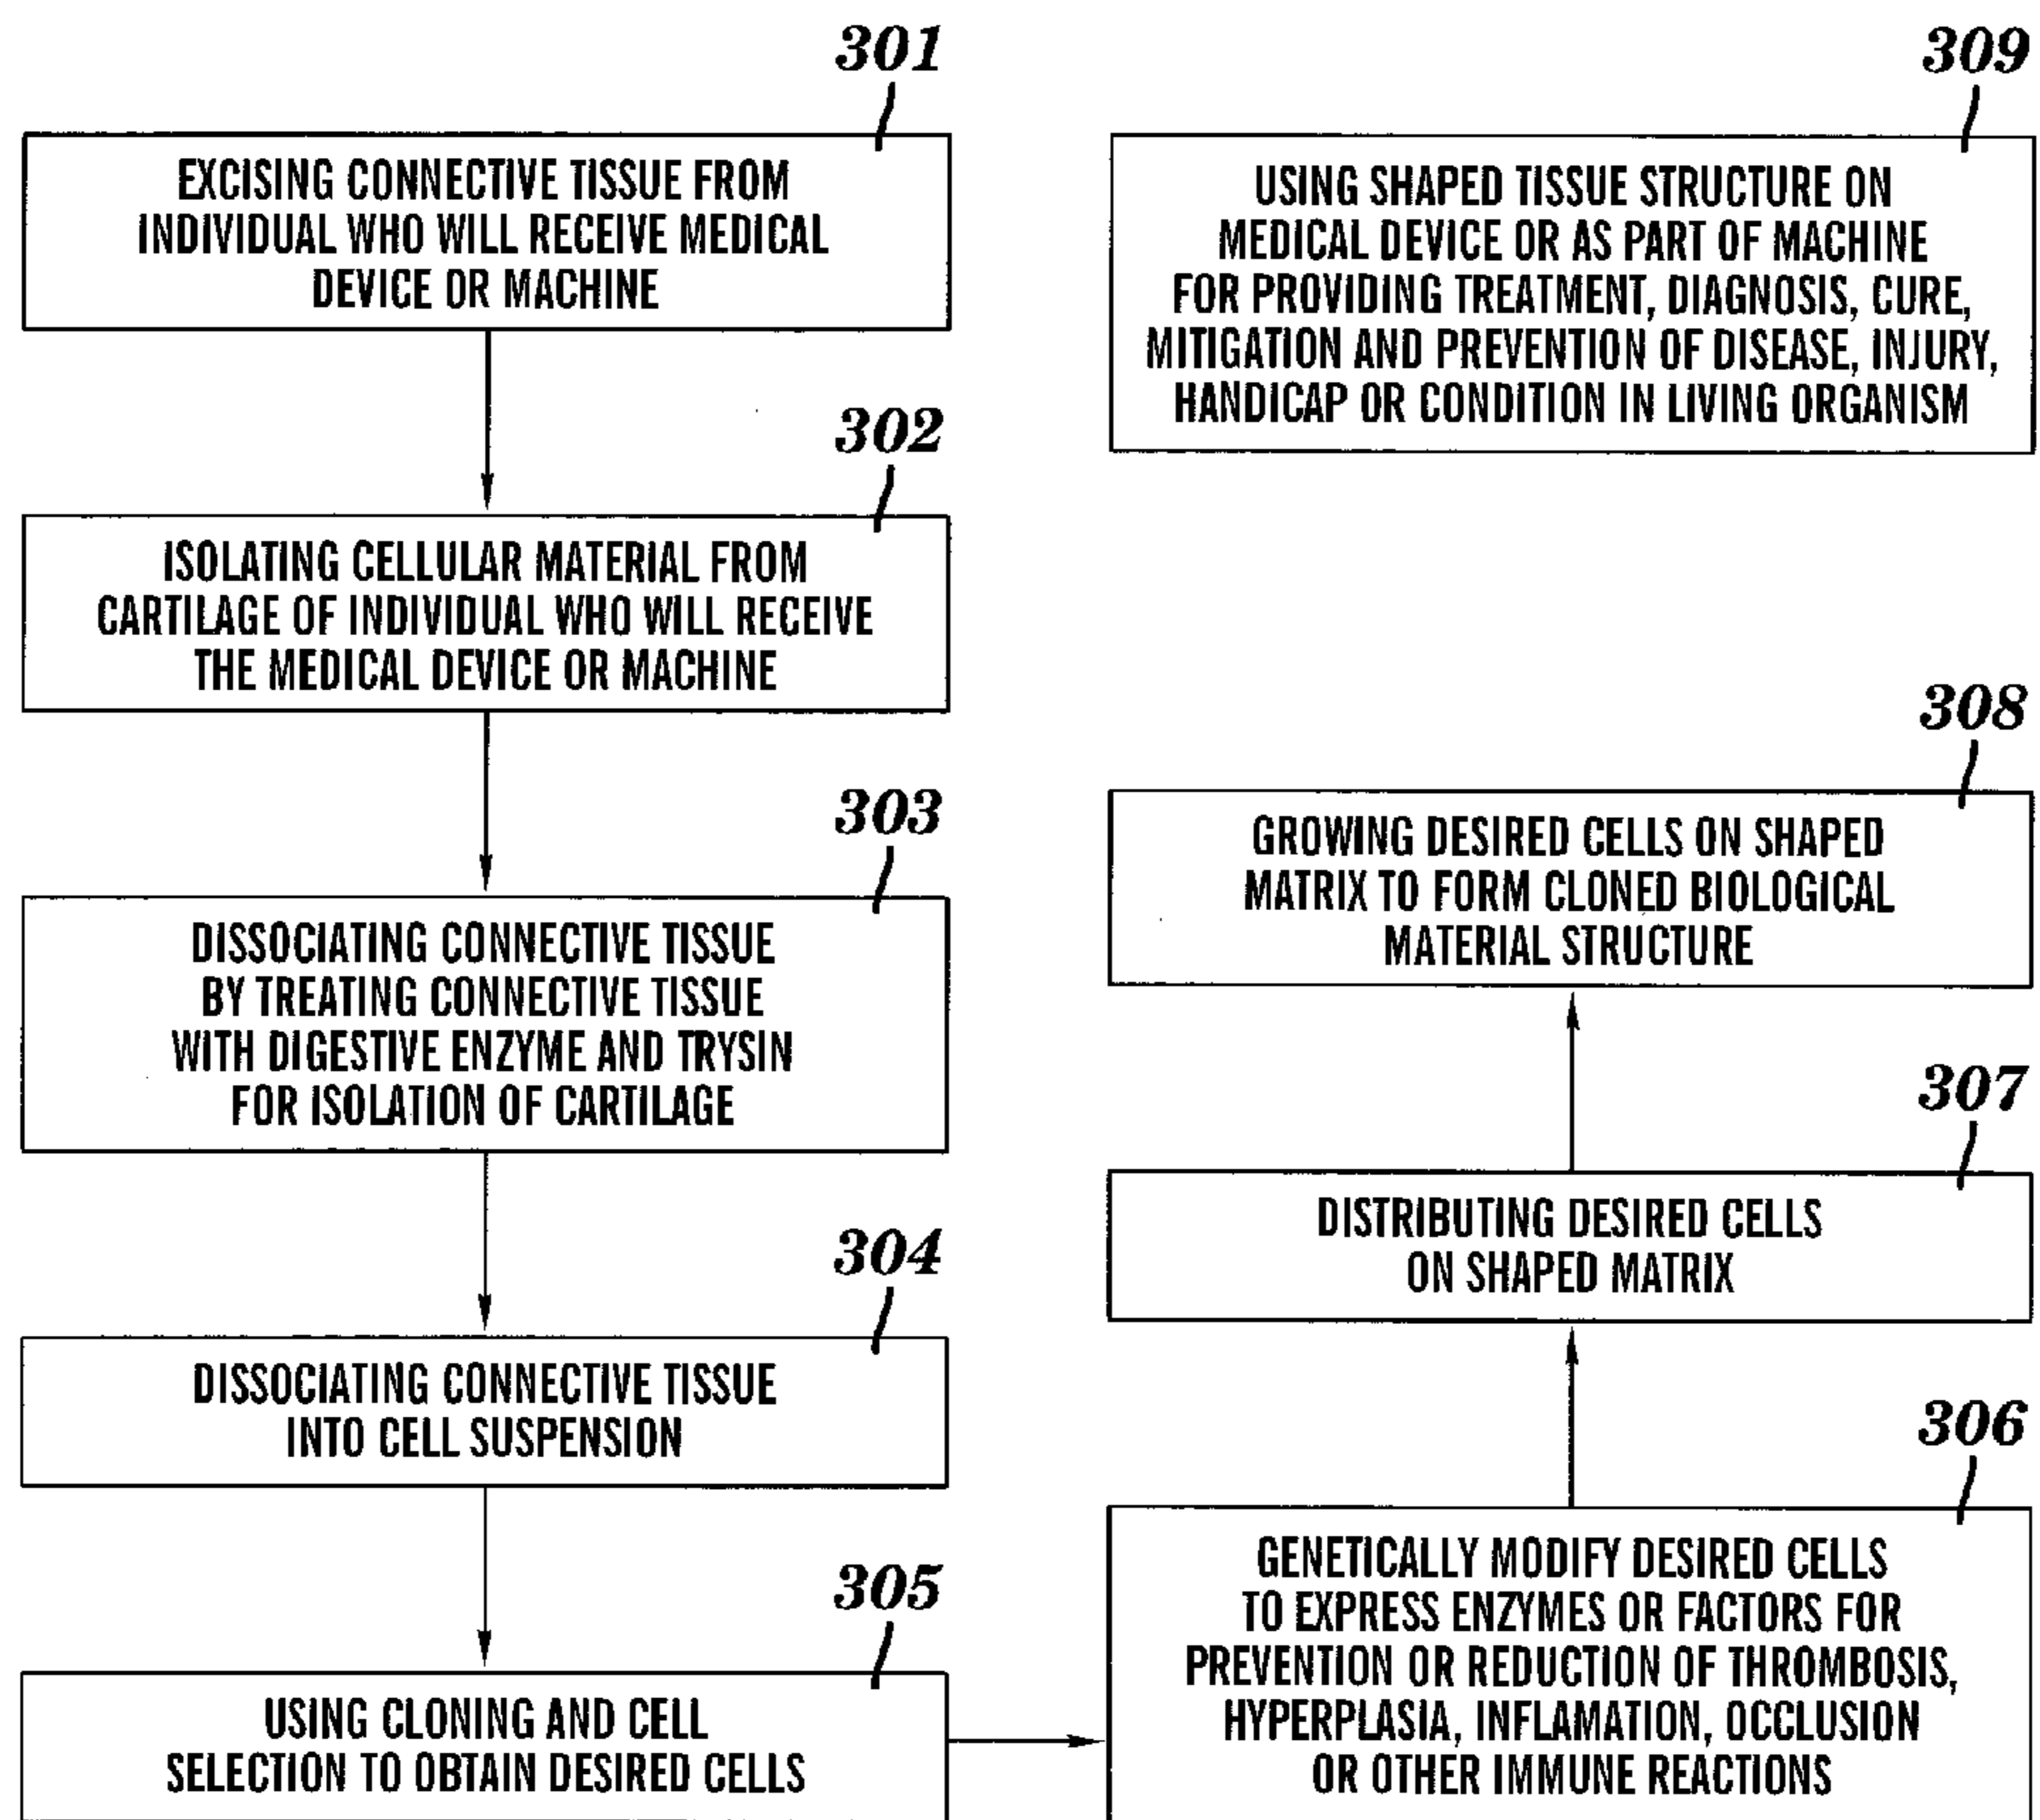 301
EXCISING CONNECTIVE TISSUE FROM
INDIVIDUAL WHO WILL RECEIVE MEDICAL
DEVICE OR MACHINE
302
ISOLATING CELLULAR MATERIAL FROM
CARTILAGE OF INDIVIDUAL WHO WILL RECEIVE
THE MEDICAL DEVICE OR MACHINE
303
DISSOCIATING CONNECTIVE TISSUE
BY TREATING CONNECTIVE TISSUE
WITH DIGESTIVE ENZYME AND TRYSIN
FOR ISOLATION OF CARTILAGE
304
DISSOCIATING CONNECTIVE TISSUE
INTO CELL SUSPENSION
305
USING CLONING AND CELL
SELECTION TO OBTAIN DESIRED CELLS
306
GENETICALLY MODIFY DESIRED CELLS
TO EXPRESS ENZYMES OR FACTORS FOR
PREVENTION OR REDUCTION OF THROMBOSIS,
HYPERPLASIA, INFLAMATION, OCCLUSION
OR OTHER IMMUNE REACTIONS
307
DISTRIBUTING DESIRED CELLS
ON SHAPED MATRIX
308
GROWING DESIRED CELLS ON SHAPED
MATRIX TO FORM CLONED BIOLOGICAL
MATERIAL STRUCTURE
309
USING SHAPED TISSUE STRUCTURE ON
MEDICAL DEVICE OR AS PART OF MACHINE
FOR PROVIDING TREATMENT, DIAGNOSIS, CURE,
MITIGATION AND PREVENTION OF DISEASE, INJURY,
HANDICAP OR CONDITION IN LIVING ORGANISM